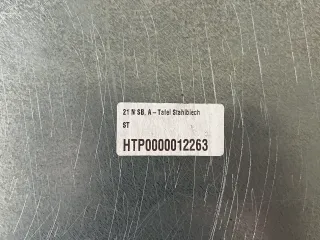 21 N SB, A – Tafel Stahlblech
ST
HTP0000012263